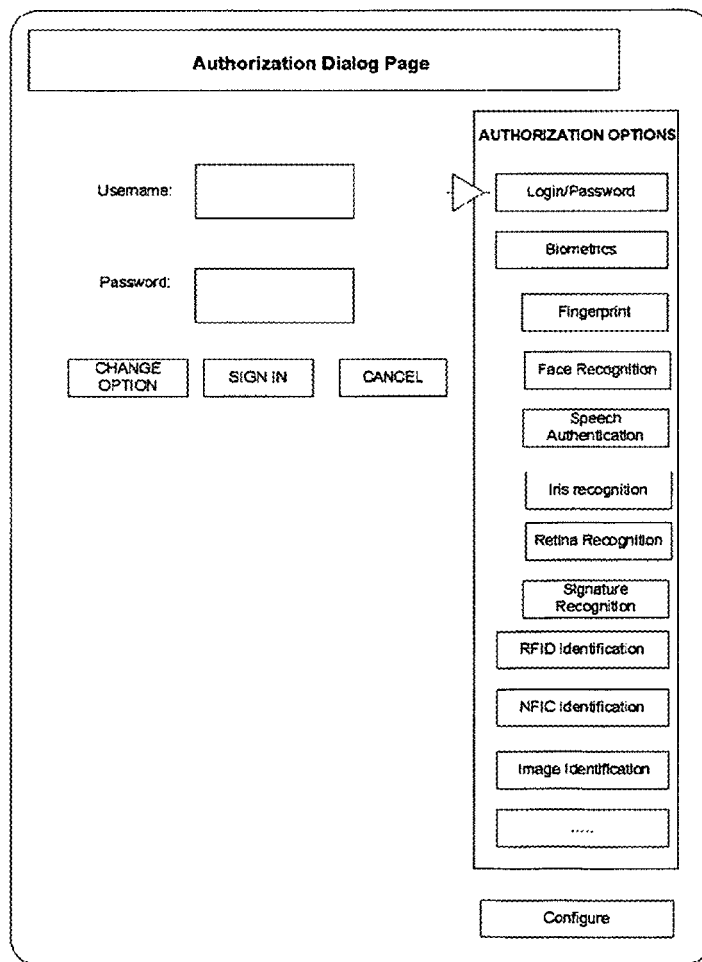 Authorization Dialog Page
AUTHORIZATION OPTIONS
Username:
Password:
CHANGE
OPTION
SIGN IN
CANCEL
Login/Password
Biometrics
Fingerprint
Face Recognition
Speech
Authentication
Iris recognition
Retina Recognition
Signature
Recognition
RFID Identification
NFIC Identification
Image Identification
.....
Configure